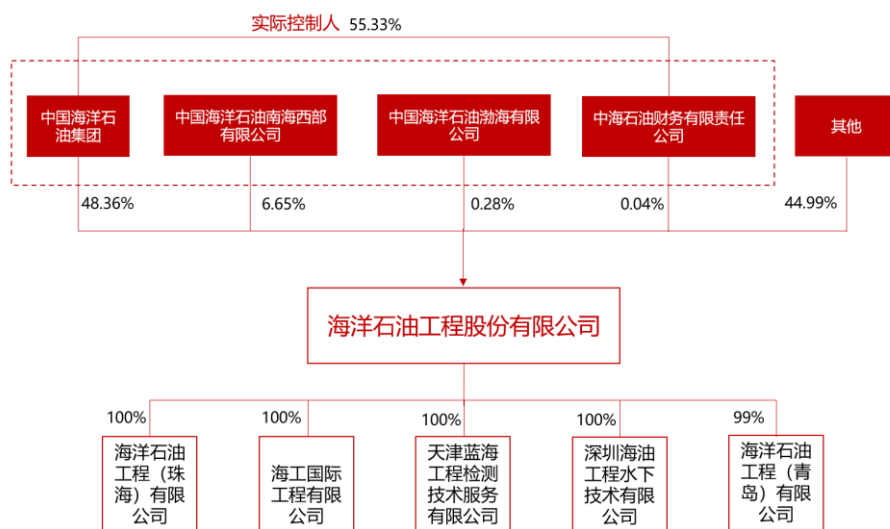 实际控制人 55.33%
中国海洋石
油集团
中国海洋石油南海西部
有限公司
中国海洋石油渤海有限
公司
中海石油财务有限责任
公司
其他
48.36%
6.65%
0.28%
0.04%
44.99%
海洋石油工程股份有限公司
100%
100%
100%
100%
99%
海洋石油
工程（珠
海）有限
公司
海工国际
工程有限
公司
天津蓝海
工程检测
技术服务
有限公司
深圳海油
工程水下
技术有限
公司
海洋石油
工程（青
岛）有限
公司